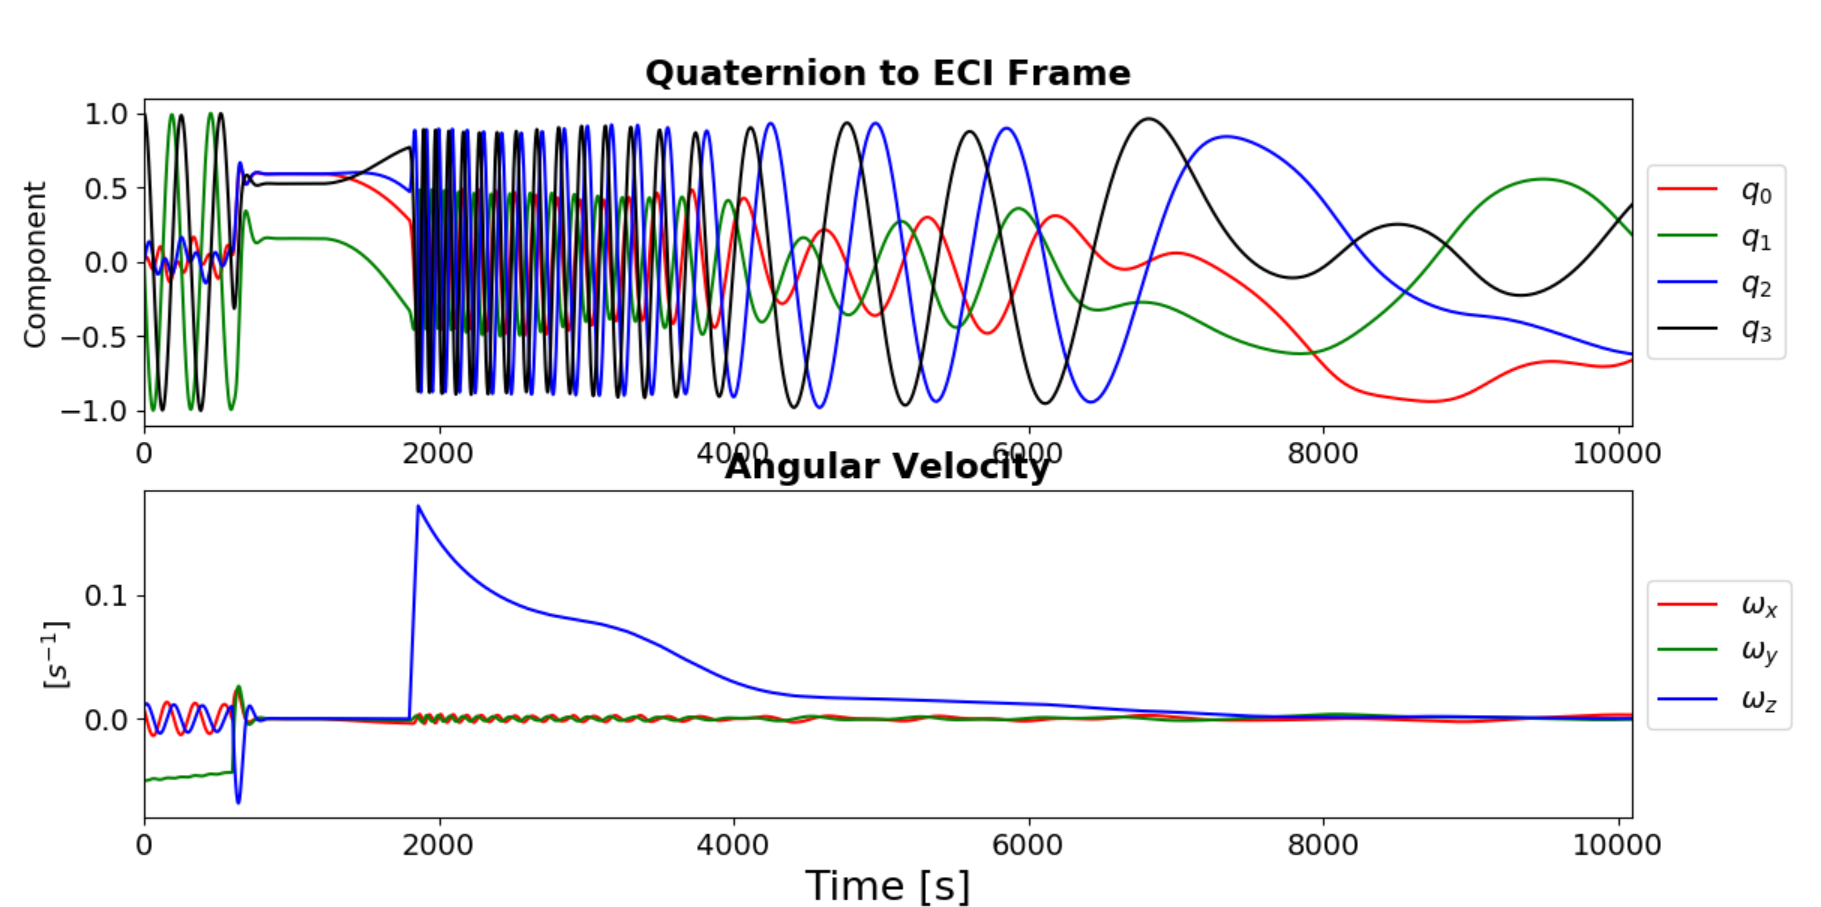 Quaternion to ECI Frame
Component
1.0
0.5
0.0
−0.5
−1.0
0 2000 4000 6000 8000 10000
q0
q1
q2
q3
Angular Velocity
[s−1]
0.1
0.0
0 2000 4000 6000 8000 10000
ωx
ωy
ωz
Time [s]